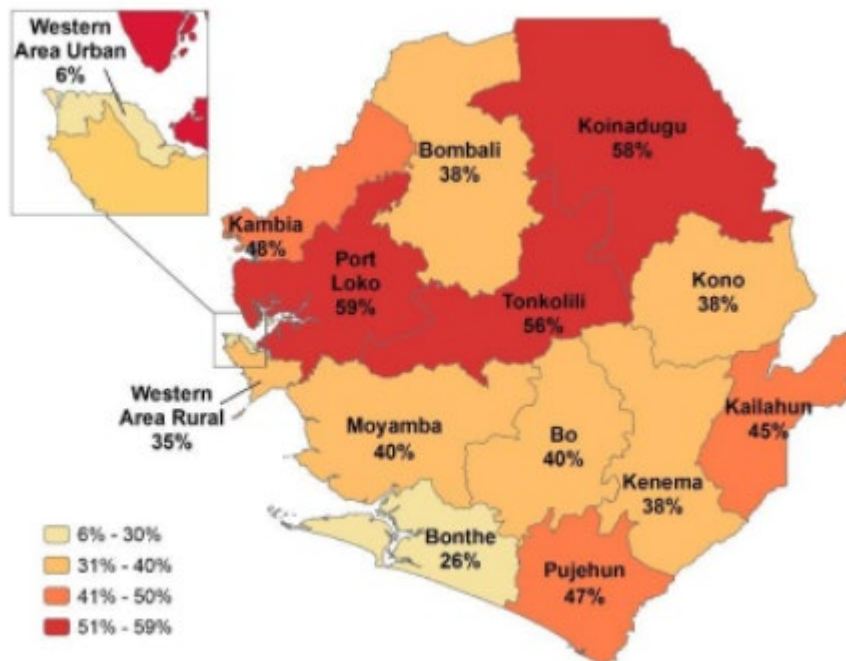 Western
Area Urban
6%
Koinadugu
58%
Bombali
38%
Kambia
48%
Port
Loko
59%
Kono
38%
Tonkolili
56%
Western
Area Rural
35%
Kailahun
45%
Moyamba
40%
Bo
40%
Kenema
38%
Bonthe
26%
Pujehun
47%
6% - 30%
31% - 40%
41% - 50%
51% - 59%